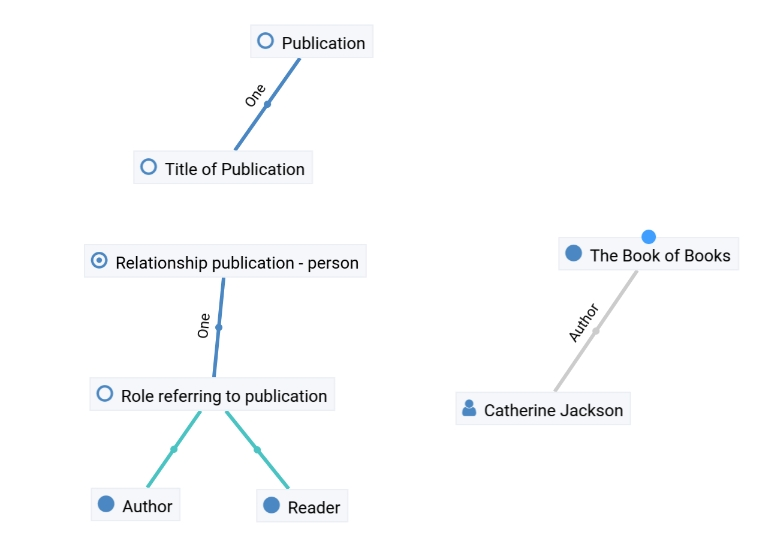 Publication
One
Title of Publication
Relationship publication - person
One
Role referring to publication
Author
Reader
The Book of Books
Author
Catherine Jackson